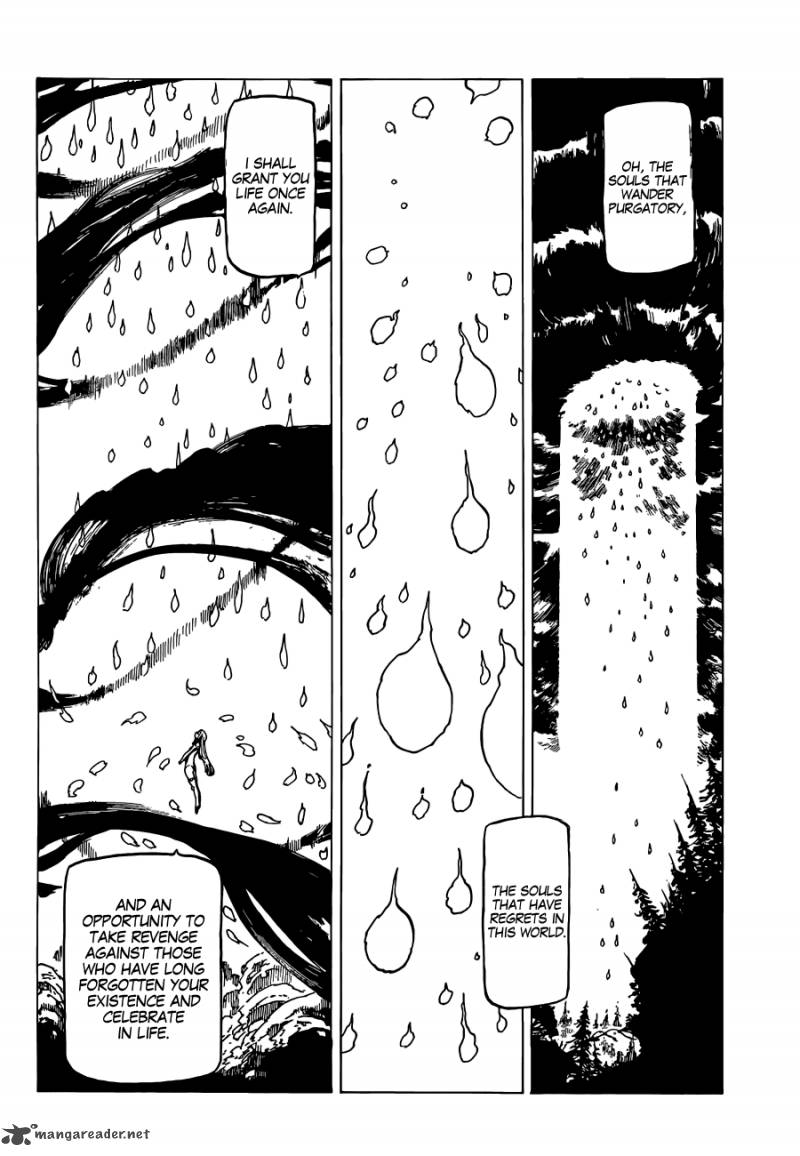 OH, THE
SOULS THAT
WANDER
PURGATORY,
THE SOULS
THAT HAVE
REGRETS IN
THIS WORLD.
I SHALL
GRANT YOU
LIFE ONCE
AGAIN.
AND AN
OPPORTUNITY TO
TAKE REVENGE
AGAINST THOSE
WHO HAVE LONG
FORGOTTEN YOUR
EXISTENCE AND
CELEBRATE
IN LIFE.
mangareader.net